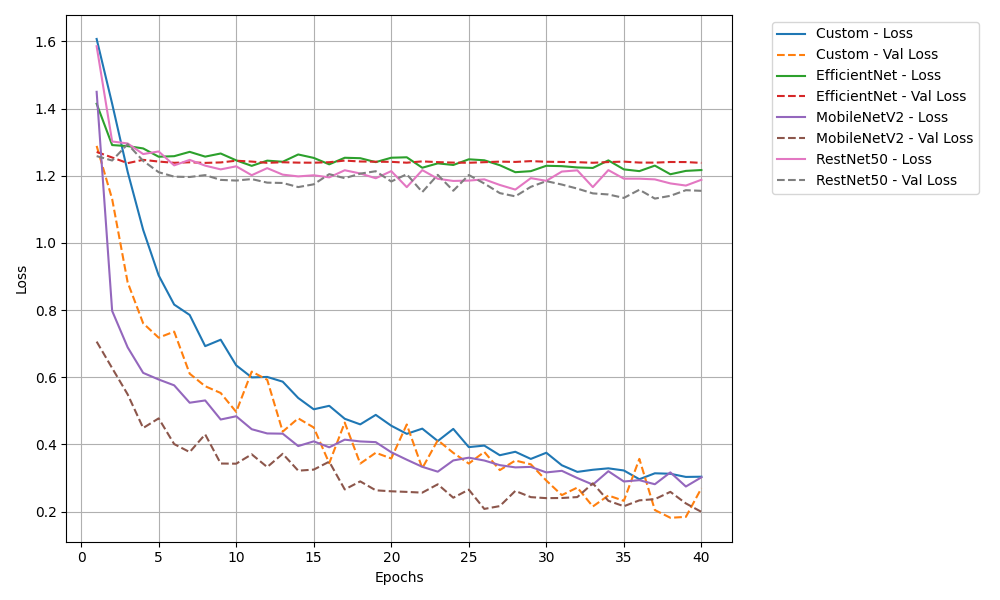 Loss
1.6
1.4
1.2
1.0
0.8
0.6
0.4
0.2
0
5
10
15
20
25
30
35
40
Epochs
Custom - Loss
Custom - Val Loss
EfficientNet - Loss
EfficientNet - Val Loss
MobileNetV2 - Loss
MobileNetV2 - Val Loss
RestNet50 - Loss
RestNet50 - Val Loss